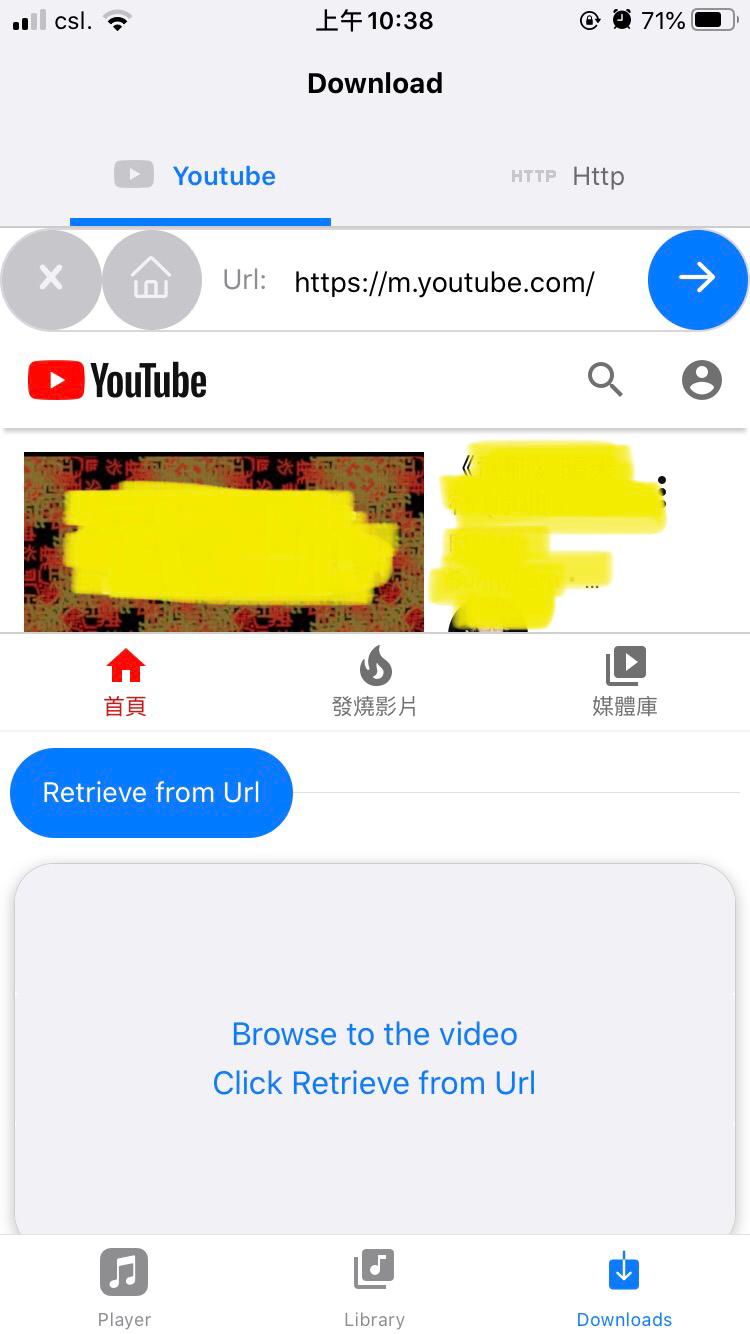 csl.
上午10:38
71%
Download
Youtube
HTTP Http
Url: https://m.youtube.com/
YouTube
首頁
發燒影片
媒體庫
Retrieve from Url
Browse to the video
Click Retrieve from Url
Player
Library
Downloads